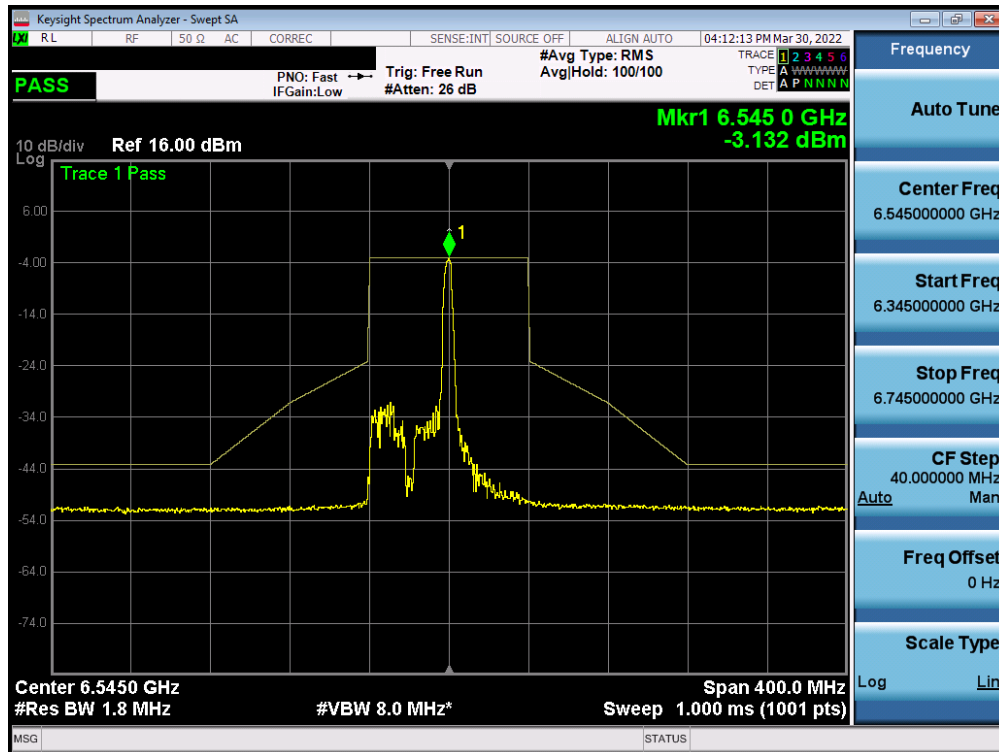 Keysight Spectrum Analyzer - Swept SA
LXI RL RF 50 Ω AC CORREC SENSE:INT SOURCE OFF ALIGN AUTO 04:12:13 PM Mar 30, 2022
Frequency
PASS
PNO: Fast
IFGain:Low
Trig: Free Run
#Atten: 26 dB
#Avg Type: RMS
Avg|Hold: 100/100
TRACE 1 2 3 4 5 6
TYPE A WWWWW
DET A P N N N N
Auto Tune
Mkr1 6.545 0 GHz
-3.132 dBm
10 dB/div Ref 16.00 dBm
Log
Trace 1 Pass
1
6.00
-4.00
-14.0
-24.0
-34.0
-44.0
-54.0
-64.0
-74.0
Center Freq
6.545000000 GHz
Start Freq
6.345000000 GHz
Stop Freq
6.745000000 GHz
CF Step
40.000000 MHz
Auto Man
Freq Offset
0 Hz
Scale Type
Log Lin
Center 6.5450 GHz Span 400.0 MHz
#Res BW 1.8 MHz #VBW 8.0 MHz* Sweep 1.000 ms (1001 pts)
MSG STATUS